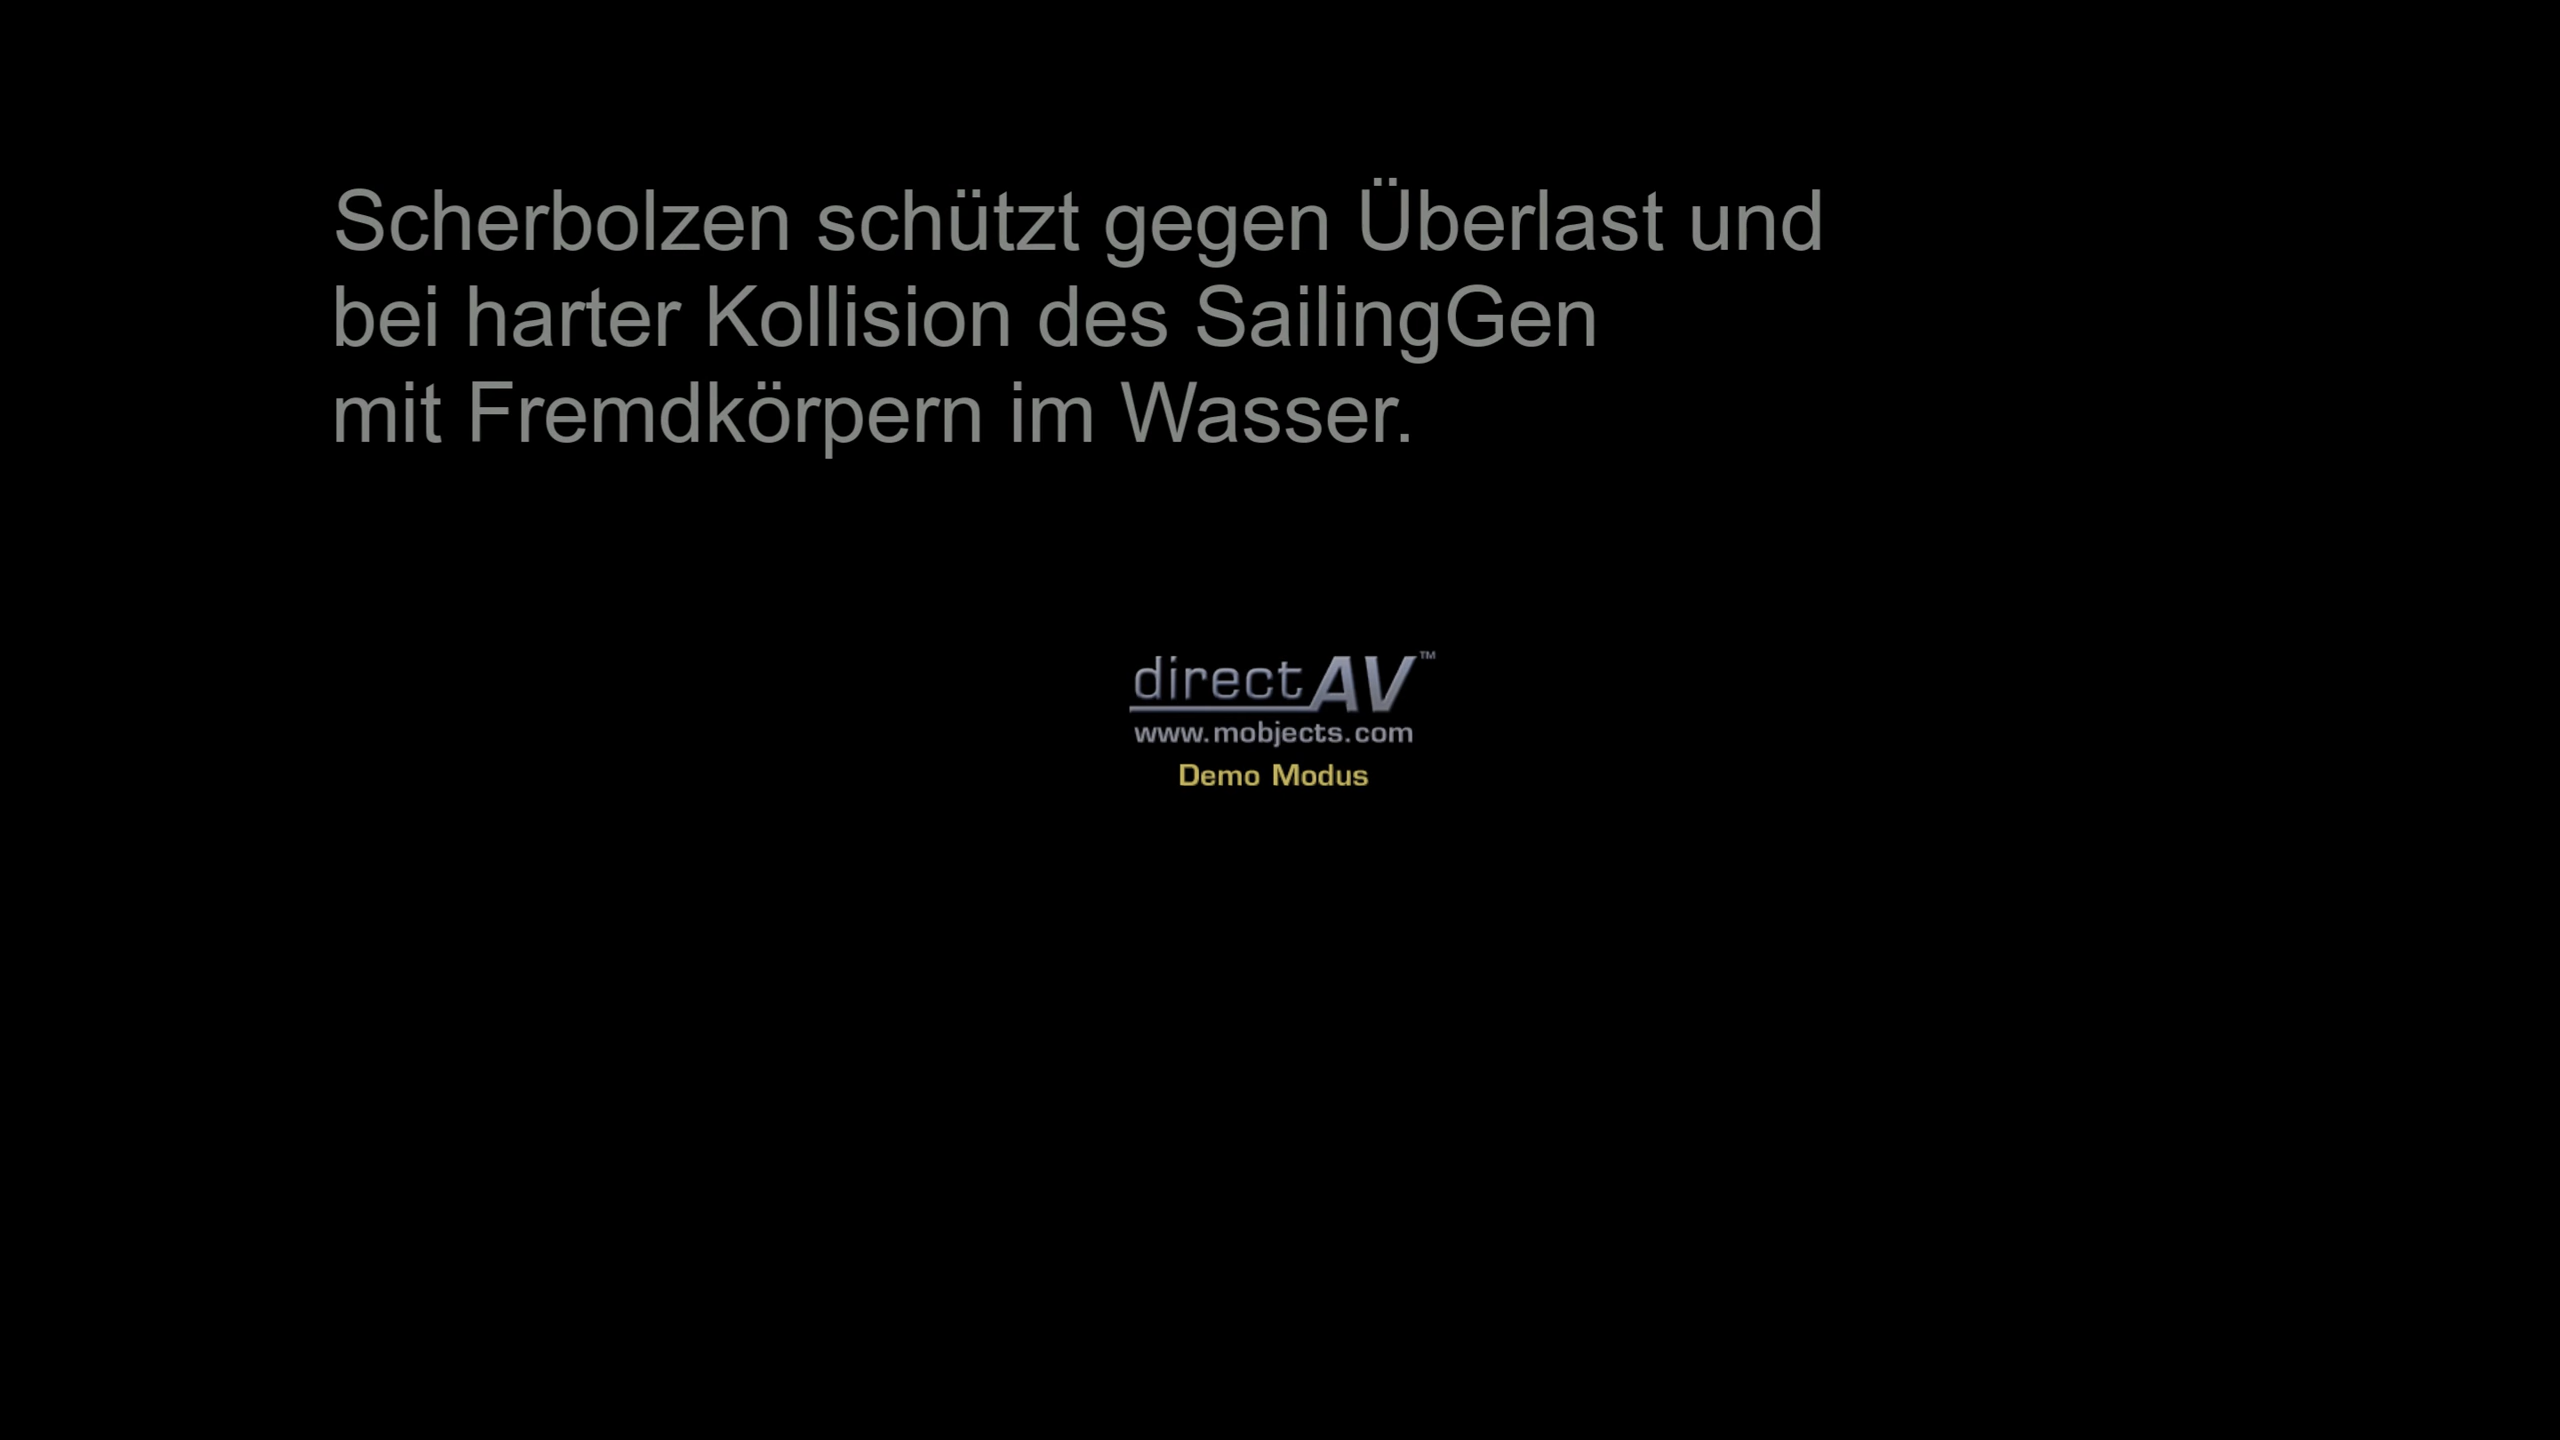 Scherbolzen schützt gegen Überlast und
bei harter Kollision des SailingGen
mit Fremdkörpern im Wasser.
directAV™
www.mobjects.com
Demo Modus